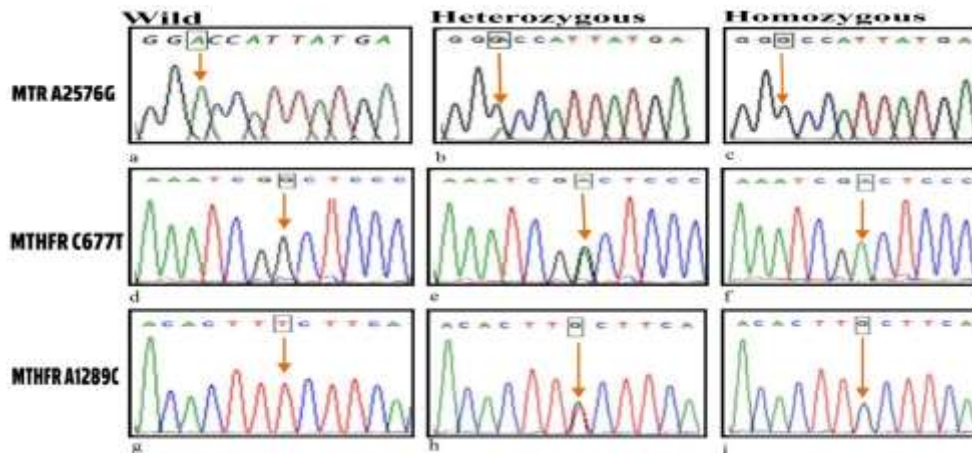 Wild Heterozygous Homozygous
G G A C C A T T A T G A
G G G C C A T T A T G A
G G G C C A T T A T G A
MTR A2576G
a
b
c
A A A T C G G C T C C C
A A A T C G A C T C C C
A A A T C G A C T C C C
MTHFR C677T
d
e
f
A C A C T T T C T T C A
A C A C T T G C T T C A
A C A C T T G C T T C A
MTHFR A1289C
g
h
i